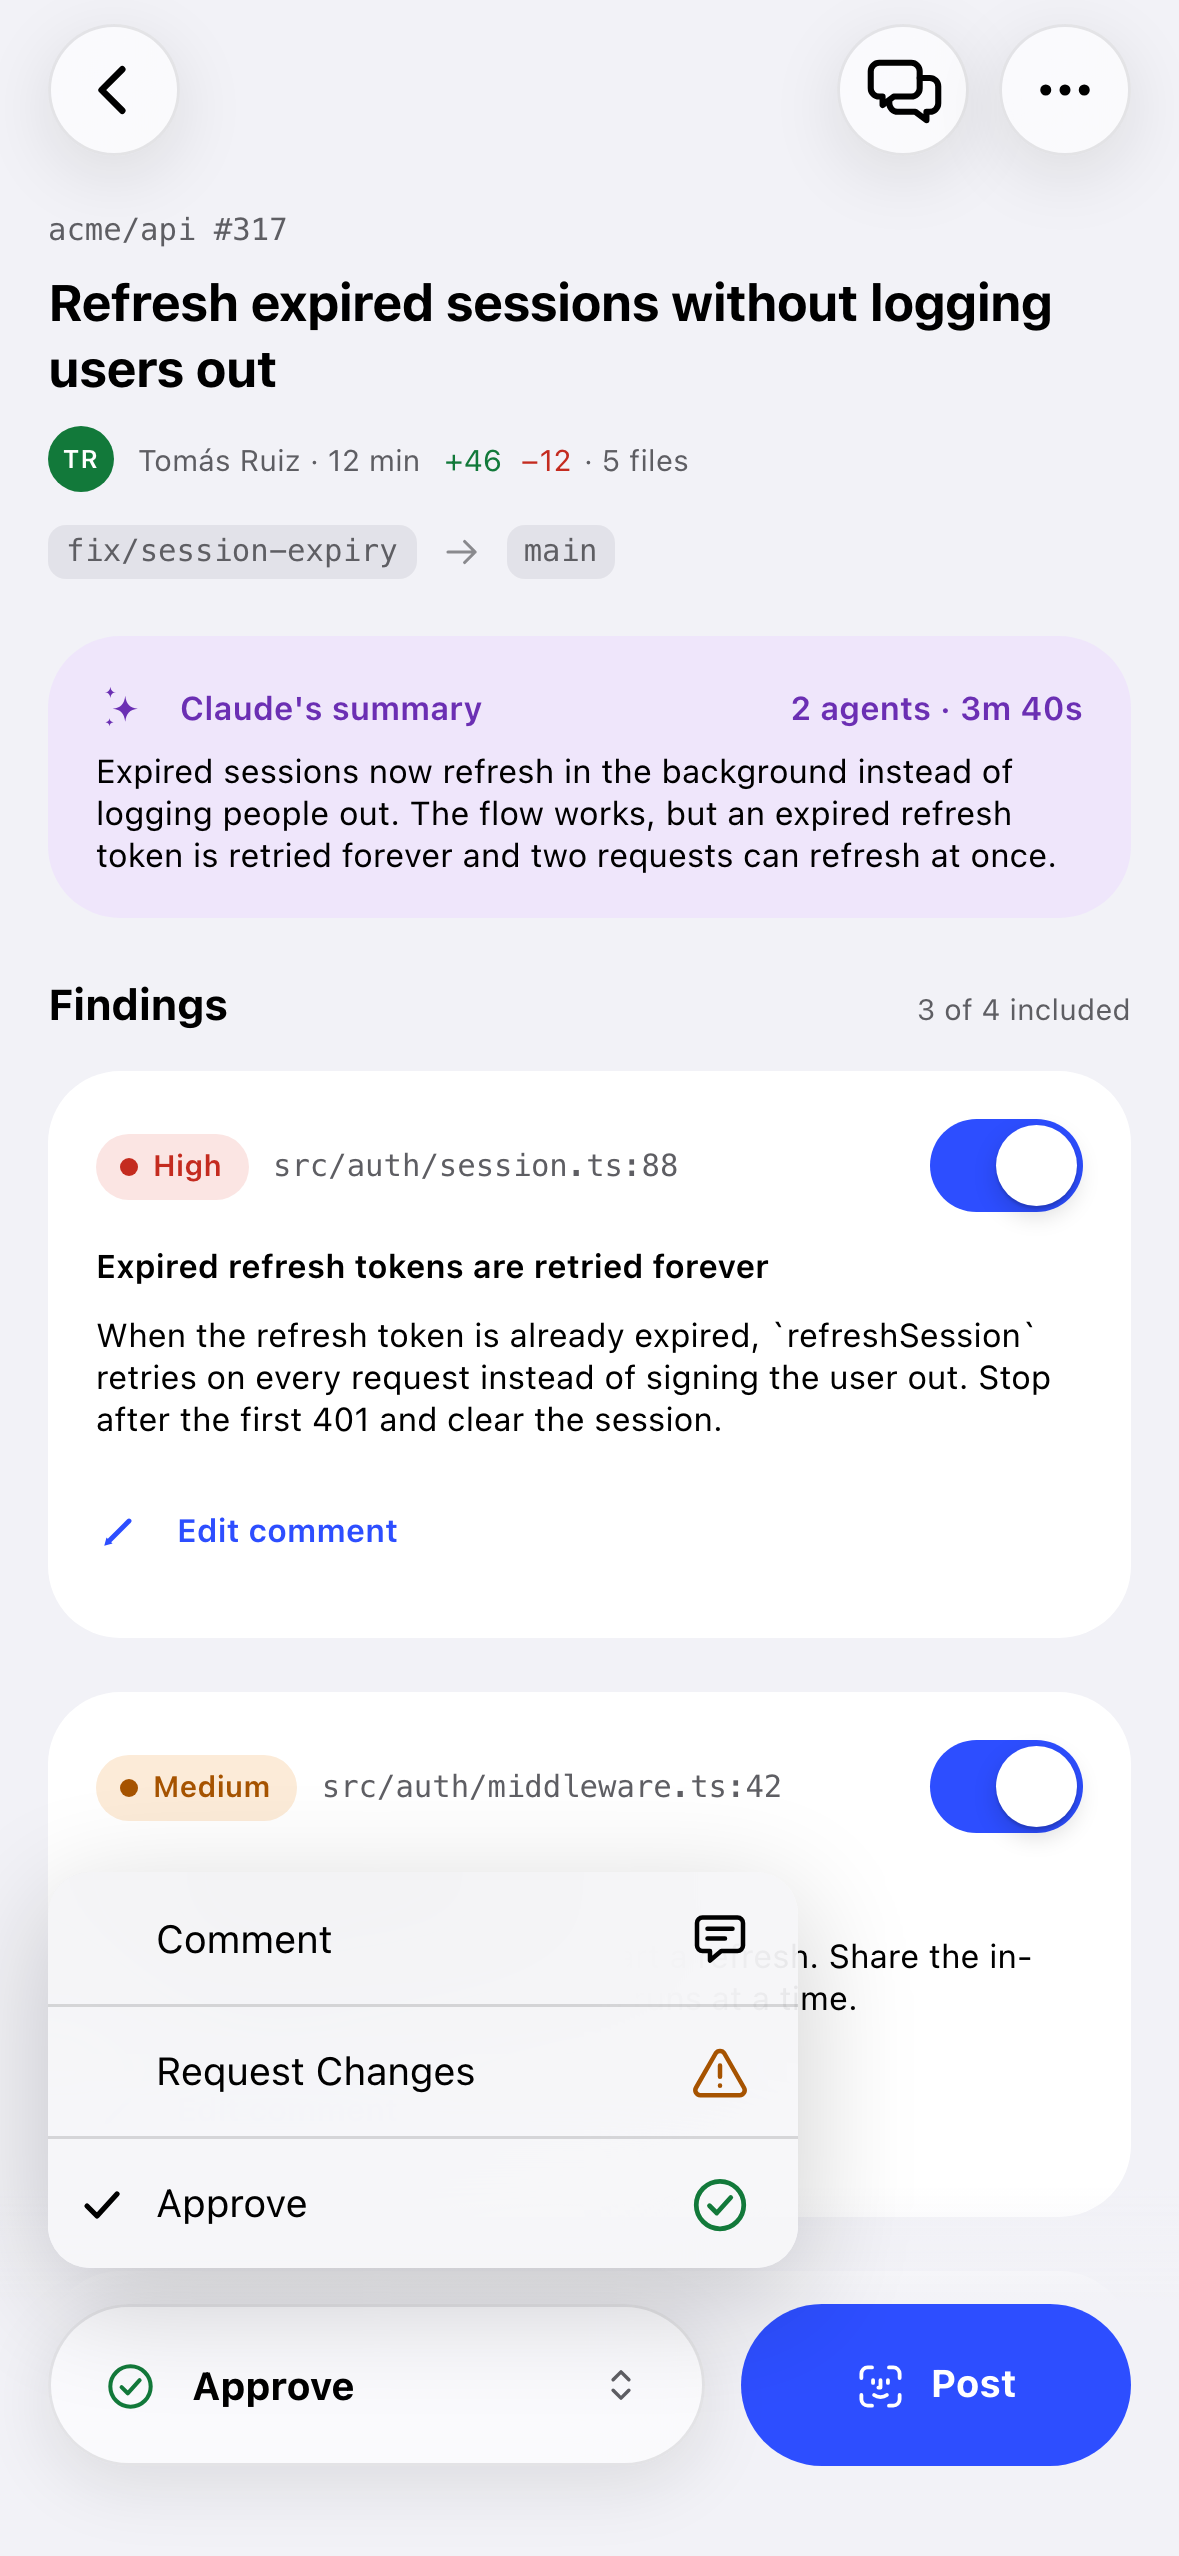 acme/api #317
Refresh expired sessions without logging
users out
TR Tomás Ruiz · 12 min +46 −12 · 5 files
fix/session-expiry → main
Claude's summary 2 agents · 3m 40s
Expired sessions now refresh in the background instead of
logging people out. The flow works, but an expired refresh
token is retried forever and two requests can refresh at once.
Findings 3 of 4 included
High src/auth/session.ts:88
Expired refresh tokens are retried forever
When the refresh token is already expired, `refreshSession`
retries on every request instead of signing the user out. Stop
after the first 401 and clear the session.
Edit comment
Medium src/auth/middleware.ts:42
Comment
a refresh. Share the in-
at a time.
Request Changes
Approve
Approve
Post